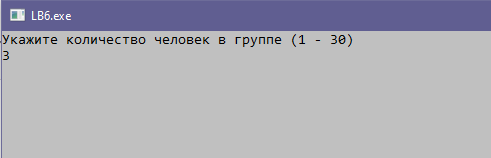 LB6.exe
Укажите количество человек в группе (1 - 30)
3